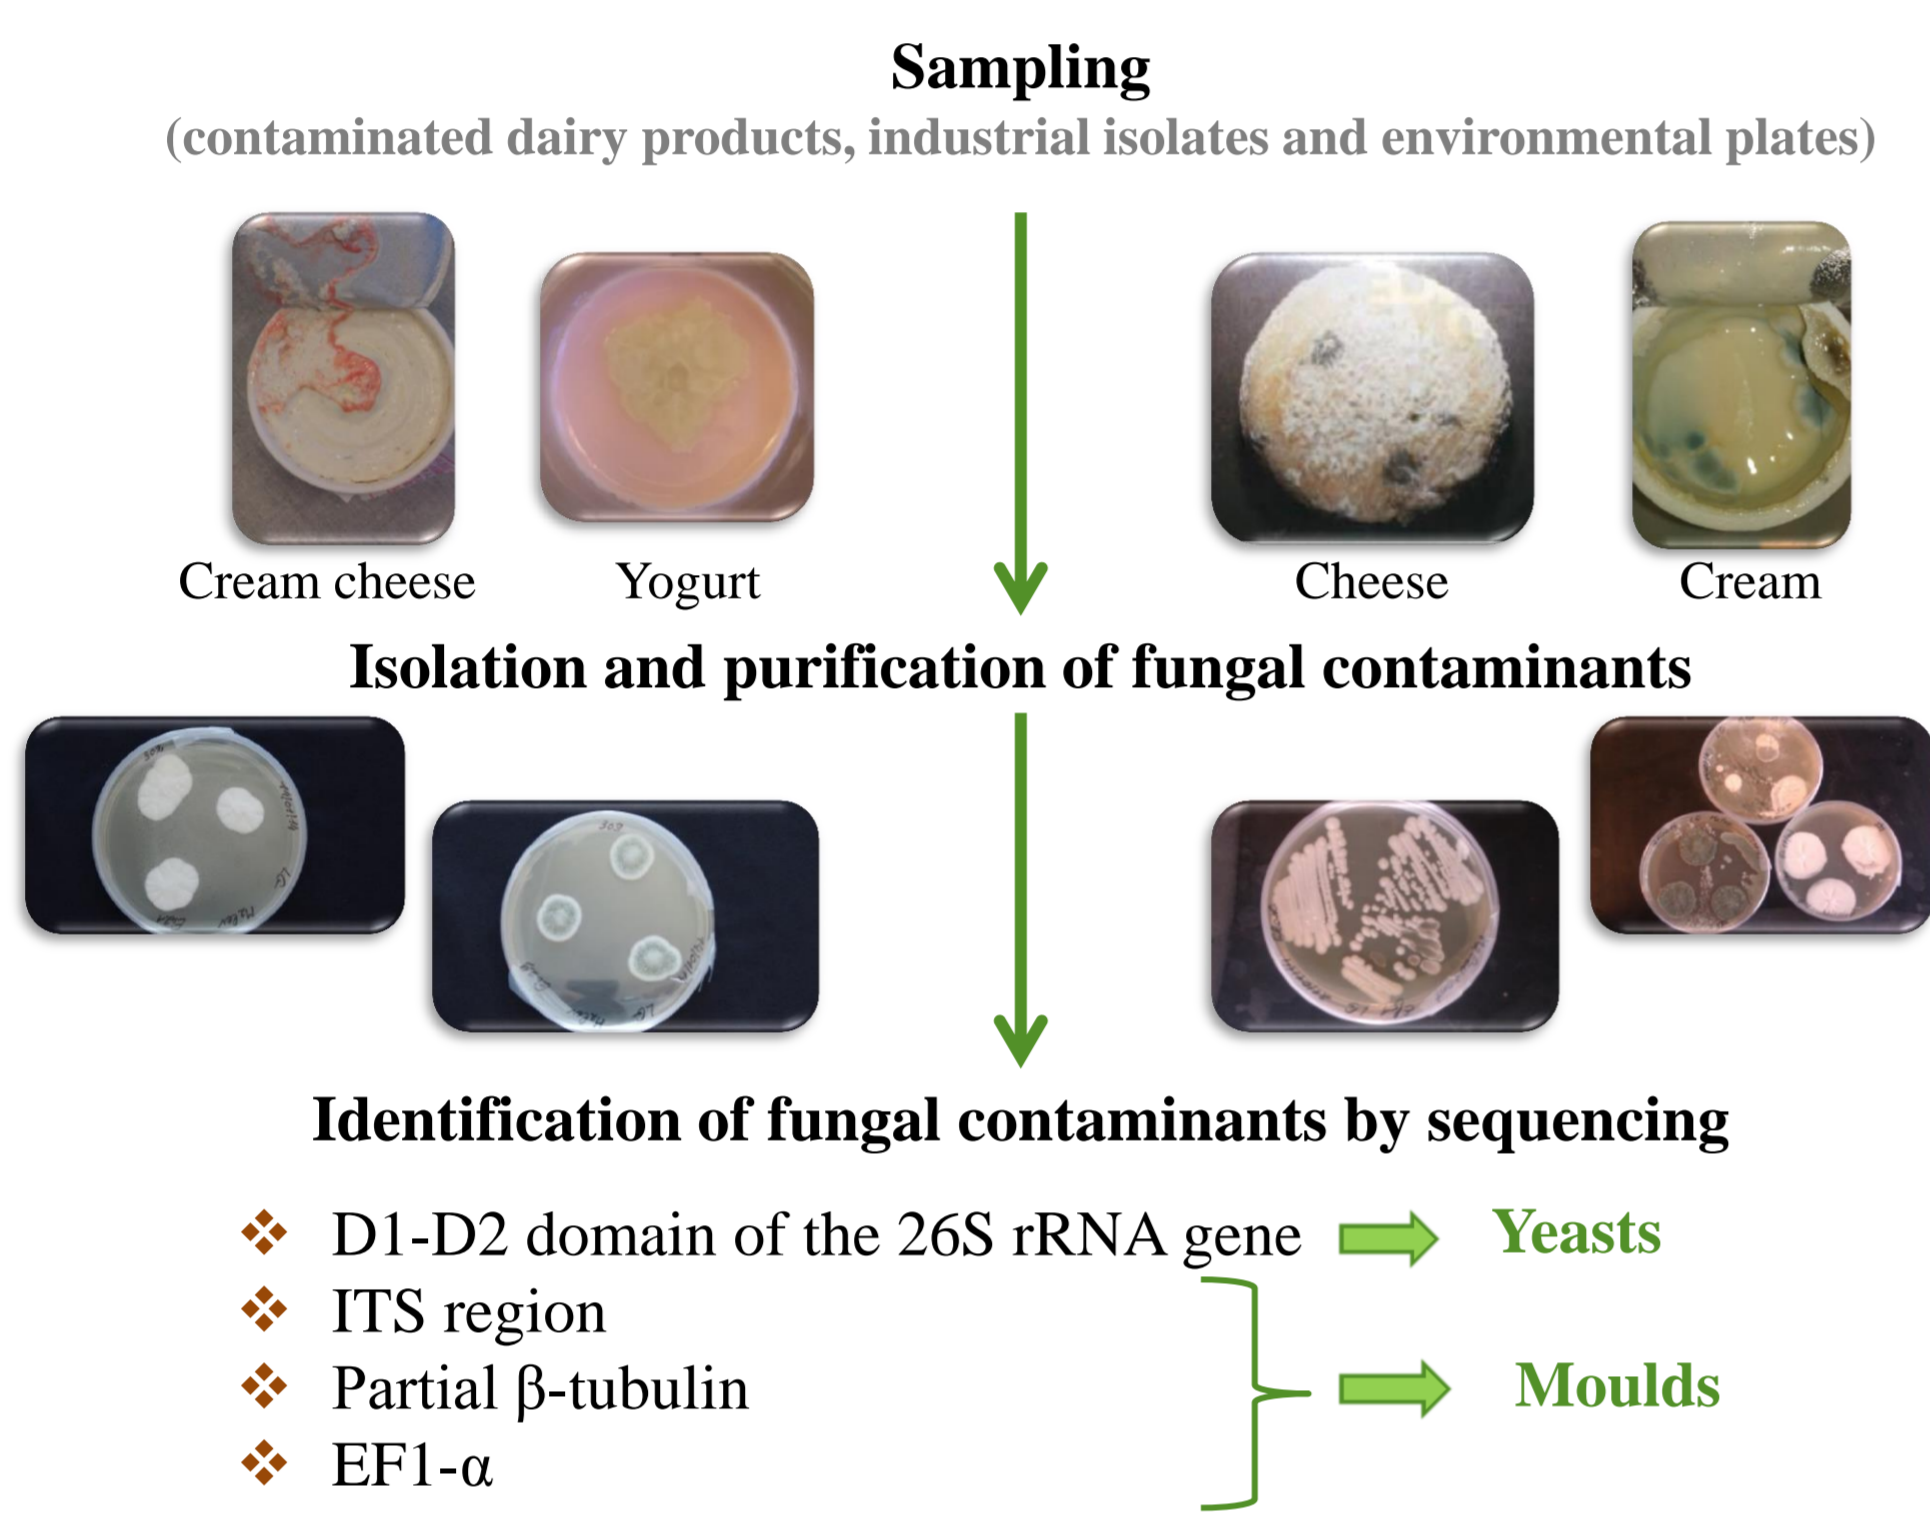 Sampling
(contaminated dairy products, industrial isolates and environmental plates)
Cream cheese
Yogurt
Cheese
Cream
Isolation and purification of fungal contaminants
Identification of fungal contaminants by sequencing
D1-D2 domain of the 26S rRNA gene
Yeasts
ITS region
Partial β-tubulin
EF1-α
Moulds